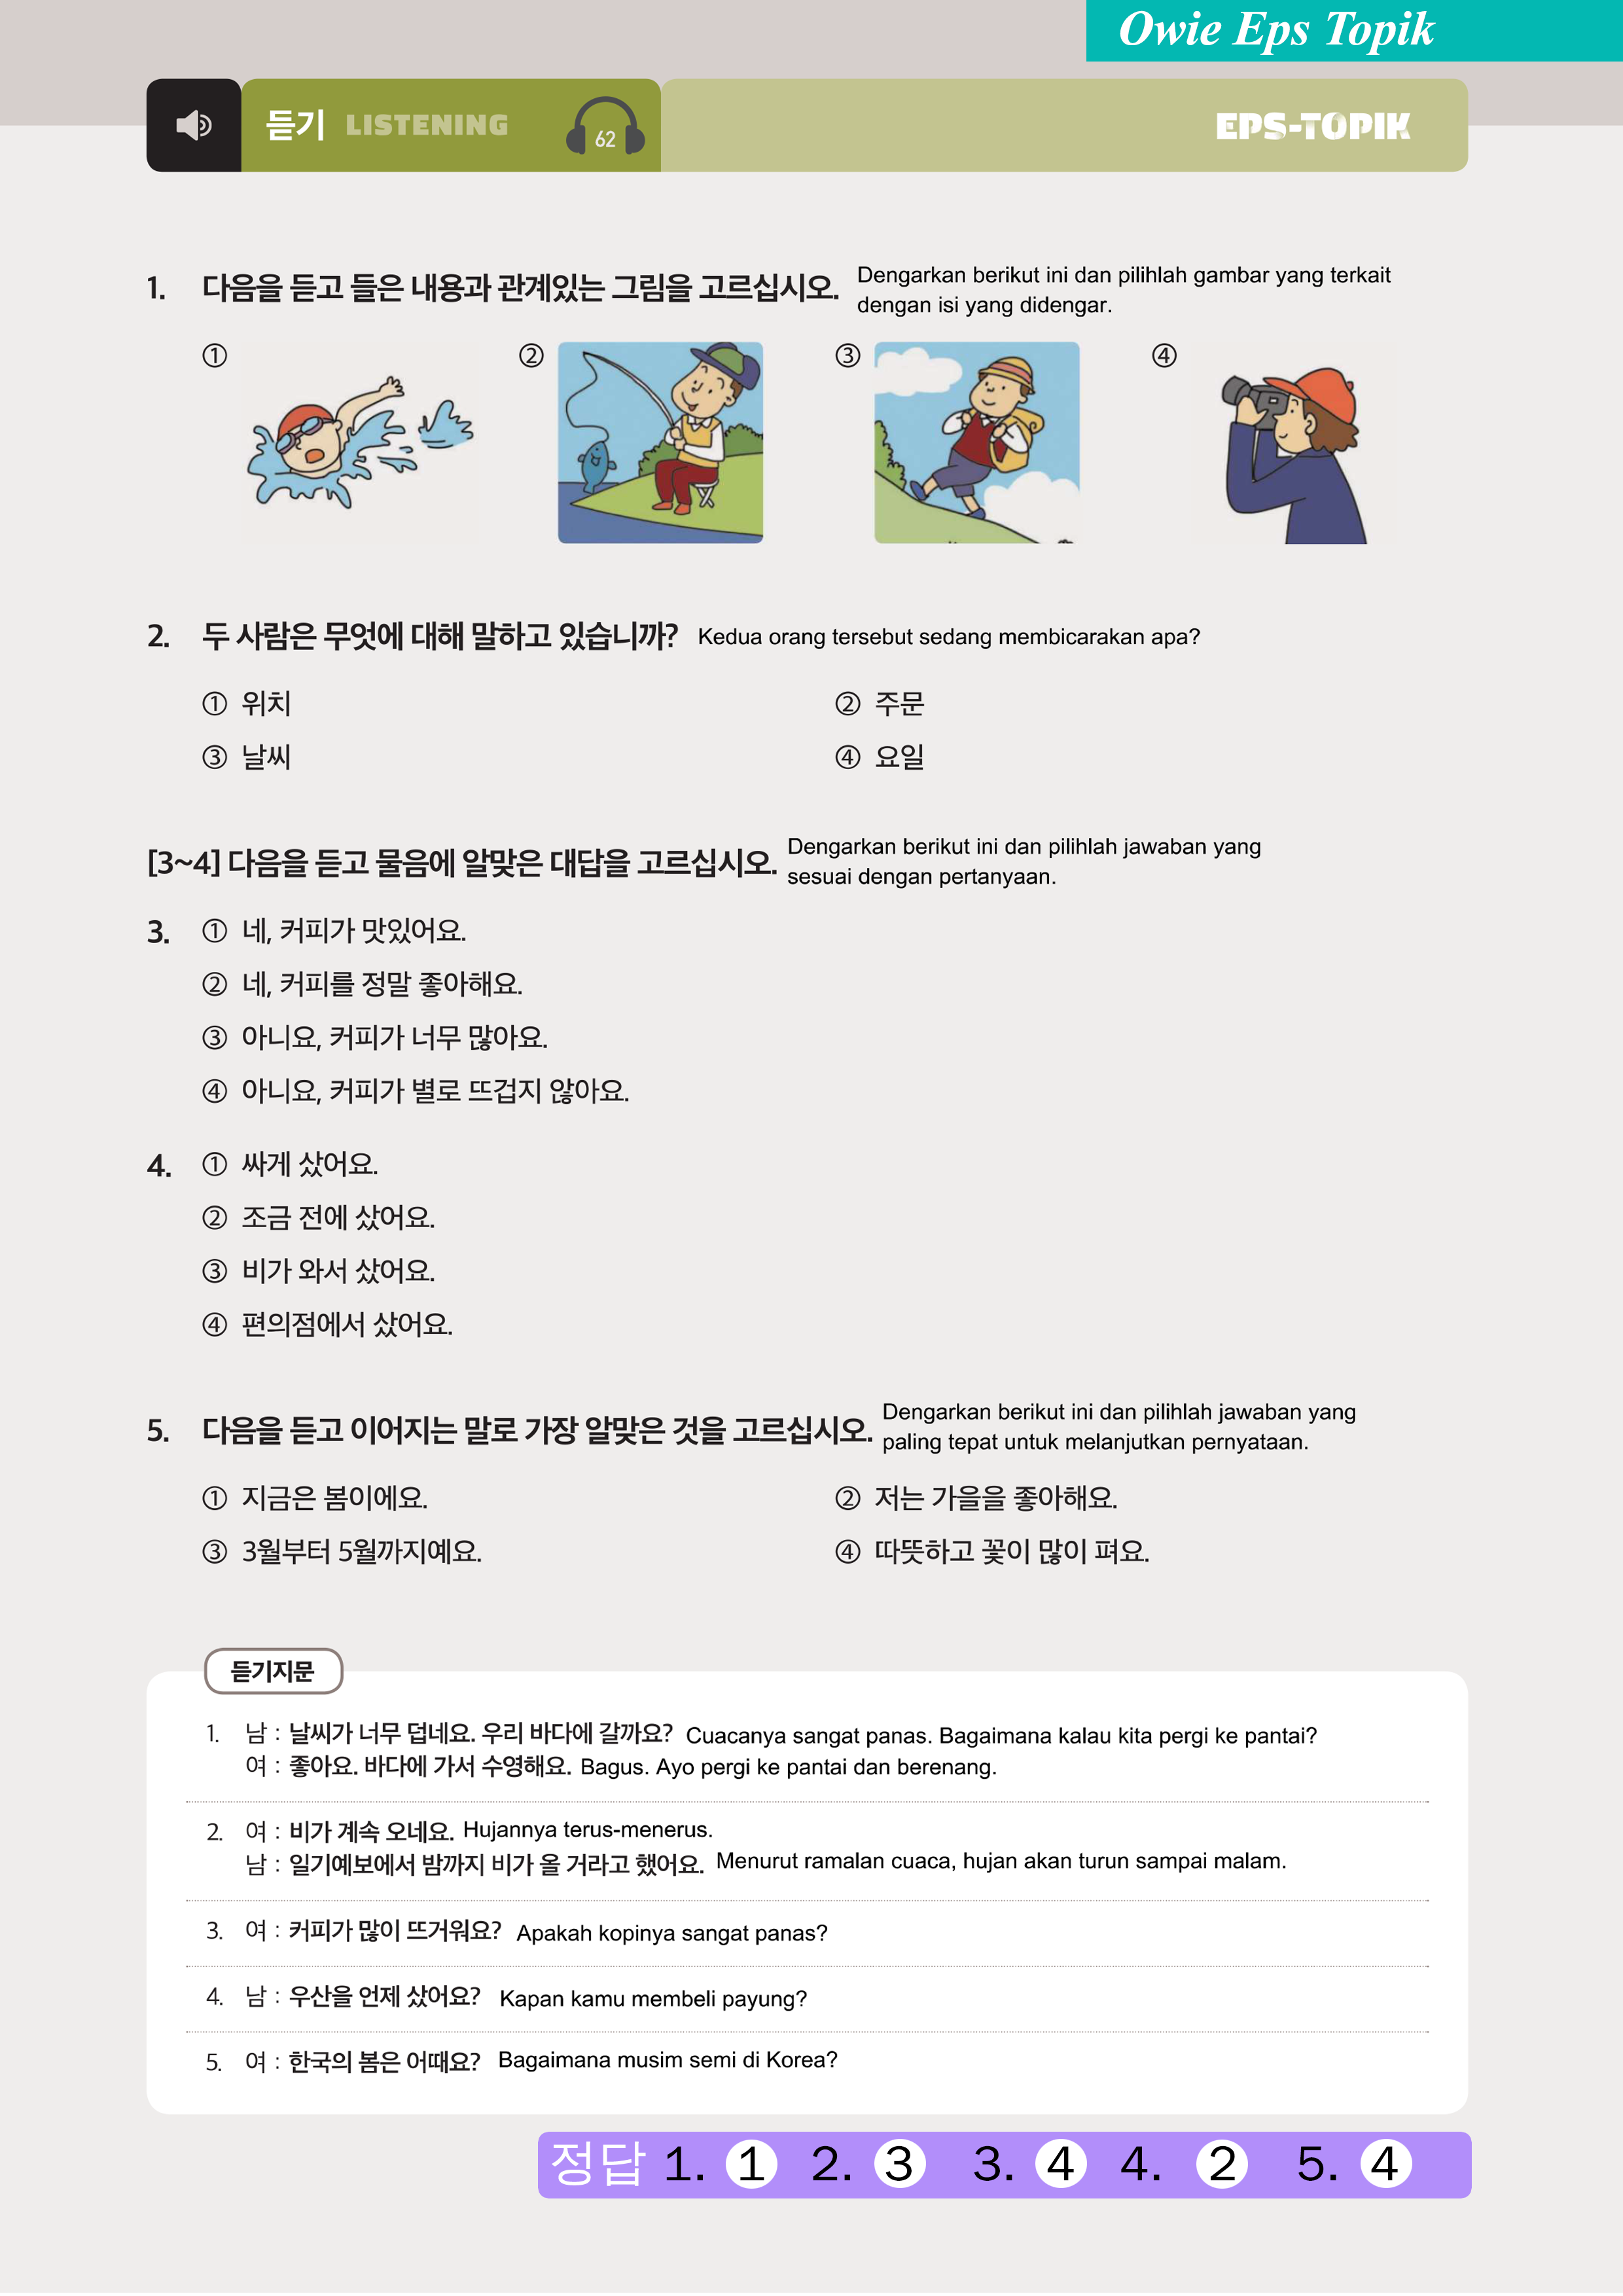 Owie Eps Topik
듣기 LISTENING 62 EPS-TOPIK
1. 다음을 듣고 들은 내용과 관계있는 그림을 고르십시오. Dengarkan berikut ini dan pilihlah gambar yang terkait
dengan isi yang didengar.
① ② ③ ④
2. 두 사람은 무엇에 대해 말하고 있습니까? Kedua orang tersebut sedang membicarakan apa?
① 위치 ② 주문
③ 날씨 ④ 요일
[3~4] 다음을 듣고 물음에 알맞은 대답을 고르십시오. Dengarkan berikut ini dan pilihlah jawaban yang
sesuai dengan pertanyaan.
3. ① 네, 커피가 맛있어요.
② 네, 커피를 정말 좋아해요.
③ 아니요, 커피가 너무 많아요.
④ 아니요, 커피가 별로 뜨겁지 않아요.
4. ① 싸게 샀어요.
② 조금 전에 샀어요.
③ 비가 와서 샀어요.
④ 편의점에서 샀어요.
5. 다음을 듣고 이어지는 말로 가장 알맞은 것을 고르십시오. Dengarkan berikut ini dan pilihlah jawaban yang
paling tepat untuk melanjutkan pernyataan.
① 지금은 봄이에요. ② 저는 가을을 좋아해요.
③ 3월부터 5월까지예요. ④ 따뜻하고 꽃이 많이 펴요.
듣기지문
1. 남 : 날씨가 너무 덥네요. 우리 바다에 갈까요? Cuacanya sangat panas. Bagaimana kalau kita pergi ke pantai?
여 : 좋아요. 바다에 가서 수영해요. Bagus. Ayo pergi ke pantai dan berenang.
2. 여 : 비가 계속 오네요. Hujannya terus-menerus.
남 : 일기예보에서 밤까지 비가 올 거라고 했어요. Menurut ramalan cuaca, hujan akan turun sampai malam.
3. 여 : 커피가 많이 뜨거워요? Apakah kopinya sangat panas?
4. 남 : 우산을 언제 샀어요? Kapan kamu membeli payung?
5. 여 : 한국의 봄은 어때요? Bagaimana musim semi di Korea?
정답 1. ① 2. ③ 3. ④ 4. ② 5. ④